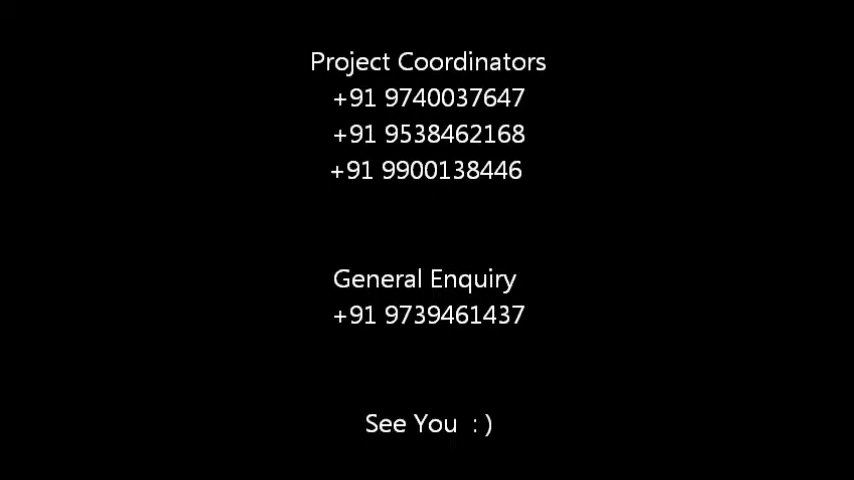 Project Coordinators
+91 9740037647
+91 9538462168
+91 9900138446
General Enquiry
+91 9739461437
See You  : )